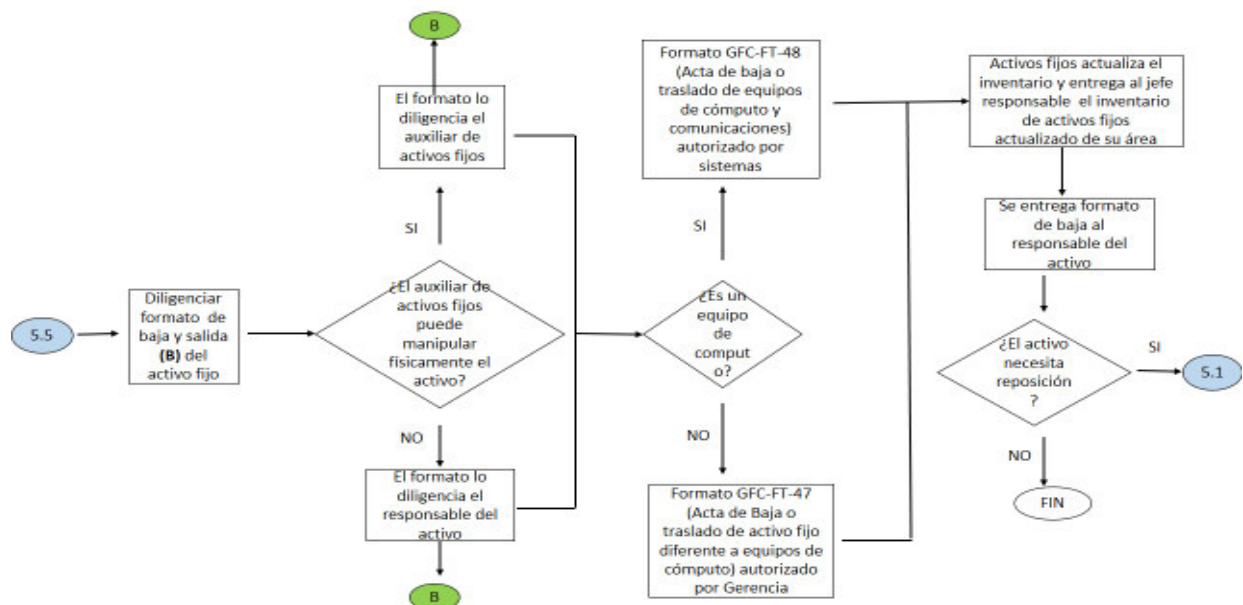 B
El formato lo
diligencia el
auxiliar de
activos fijos
SI
5.5
Diligenciar
formato de
baja y salida
(B) del
activo fijo
¿El auxiliar de
activos fijos
puede
manipular
físicamente el
activo?
NO
El formato lo
diligencia el
responsable del
activo
B
Formato GFC-FT-48
(Acta de baja o
traslado de equipos
de cómputo y
comunicaciones)
autorizado por
sistemas
SI
¿Es un
equipo
de
comput
o?
NO
Formato GFC-FT-47
(Acta de Baja o
traslado de activo fijo
diferente a equipos de
cómputo) autorizado
por Gerencia
Activos fijos actualiza el
inventario y entrega al jefe
responsable el inventario
de activos fijos
actualizado de su área
Se entrega formato
de baja al
responsable del
activo
¿El activo
necesita
reposición
?
SI
5.1
NO
FIN